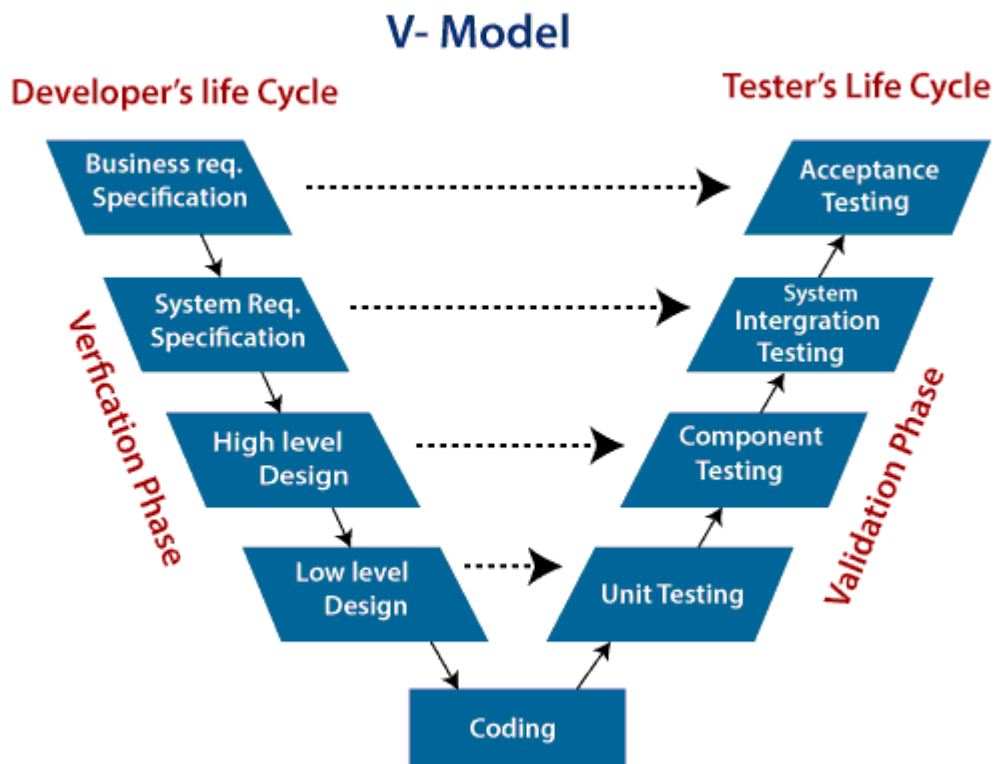 V- Model
Developer's life Cycle
Tester's Life Cycle
Business req.
Specification
Acceptance
Testing
System Req.
Specification
System
Intergration
Testing
Verfication Phase
High level
Design
Component
Testing
Validation Phase
Low level
Design
Unit Testing
Coding